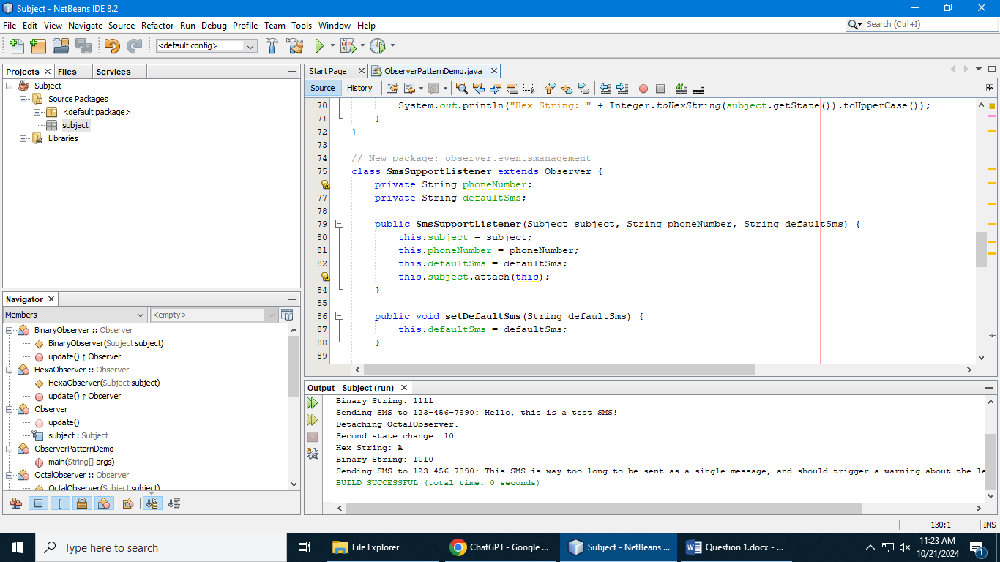 Subject - NetBeans IDE 8.2
File Edit View Navigate Source Refactor Run Debug Profile Team Tools Window Help
Search (Ctrl+I)
<default config>
Projects Files Services
Subject
Source Packages
<default package>
subject
Libraries
Navigator
Members
<empty>
BinaryObserver :: Observer
BinaryObserver(Subject subject)
update() ↑ Observer
HexaObserver :: Observer
HexaObserver(Subject subject)
update() ↑ Observer
Observer
update()
subject : Subject
ObserverPatternDemo
main(String[] args)
OctalObserver :: Observer
OctalObserver(Subject subject)
Start Page ObserverPatternDemo.java
Source History
70 System.out.println("Hex String: " + Integer.toHexString(subject.getState()).toUpperCase());
71 }
72 }
73
74 // New package: observer.eventsmanagement
75 class SmsSupportListener extends Observer {
private String phoneNumber;
77 private String defaultSms;
78
79 public SmsSupportListener(Subject subject, String phoneNumber, String defaultSms) {
80 this.subject = subject;
81 this.phoneNumber = phoneNumber;
82 this.defaultSms = defaultSms;
this.subject.attach(this);
84 }
85
86 public void setDefaultSms(String defaultSms) {
87 this.defaultSms = defaultSms;
88 }
89
Output - Subject (run)
Binary String: 1111
Sending SMS to 123-456-7890: Hello, this is a test SMS!
Detaching OctalObserver.
Second state change: 10
Hex String: A
Binary String: 1010
Sending SMS to 123-456-7890: This SMS is way too long to be sent as a single message, and should trigger a warning about the le
BUILD SUCCESSFUL (total time: 0 seconds)
130:1 INS
Type here to search
File Explorer
ChatGPT - Google ...
Subject - NetBeans ...
Question 1.docx - ...
11:23 AM
10/21/2024
1